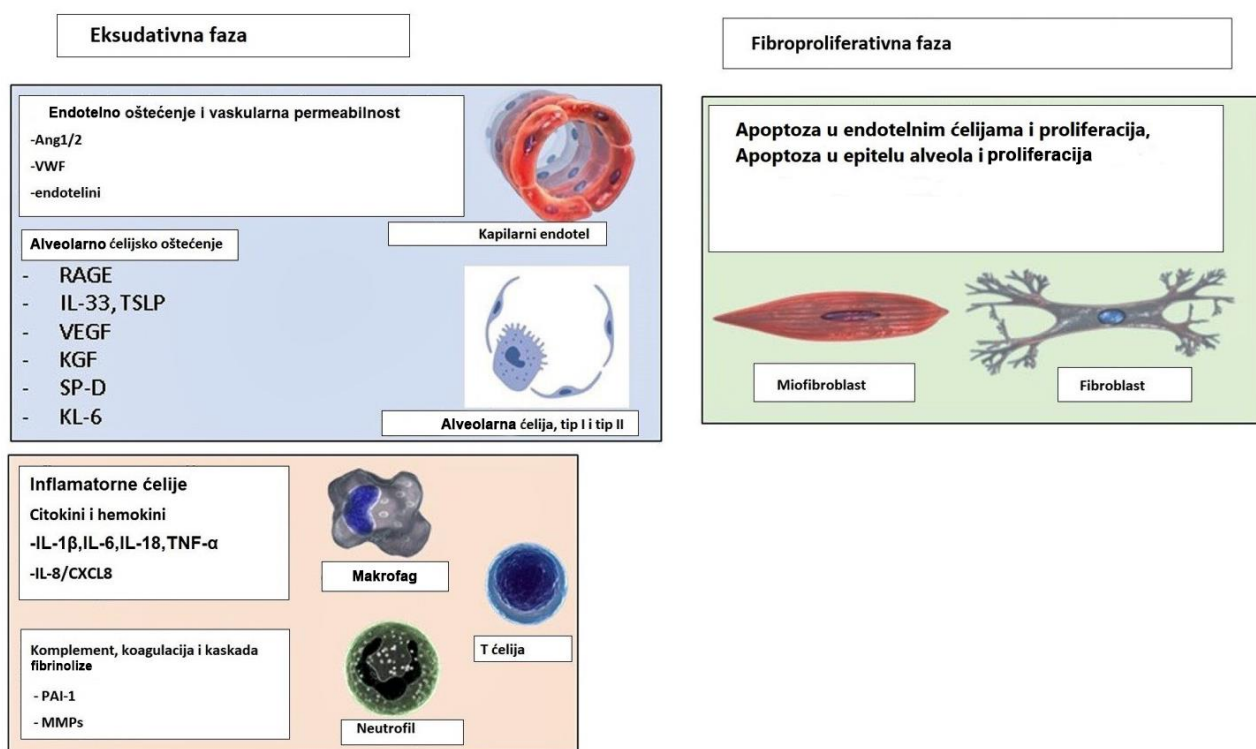 Eksudativna faza
Endotelno oštećenje i vaskularna permeabilnost
-Ang1/2
-VWF
-endotelini
Kapilarni endotel
Alveolarno ćelijsko oštećenje
- RAGE
- IL-33, TSLP
- VEGF
- KGF
- SP-D
- KL-6
Alveolarna ćelija, tip I i tip II
Inflamatorne ćelije
Citokini i hemokini
-IL-1β,IL-6,IL-18,TNF-α
-IL-8/CXCL8
Makrofag
T ćelija
Komplement, koagulacija i kaskada
fibrinolize
- PAI-1
- MMPs
Neutrofil
Fibroproliferativna faza
Apoptoza u endotelnim ćelijama i proliferacija,
Apoptoza u epitelu alveola i proliferacija
Miofibroblast
Fibroblast